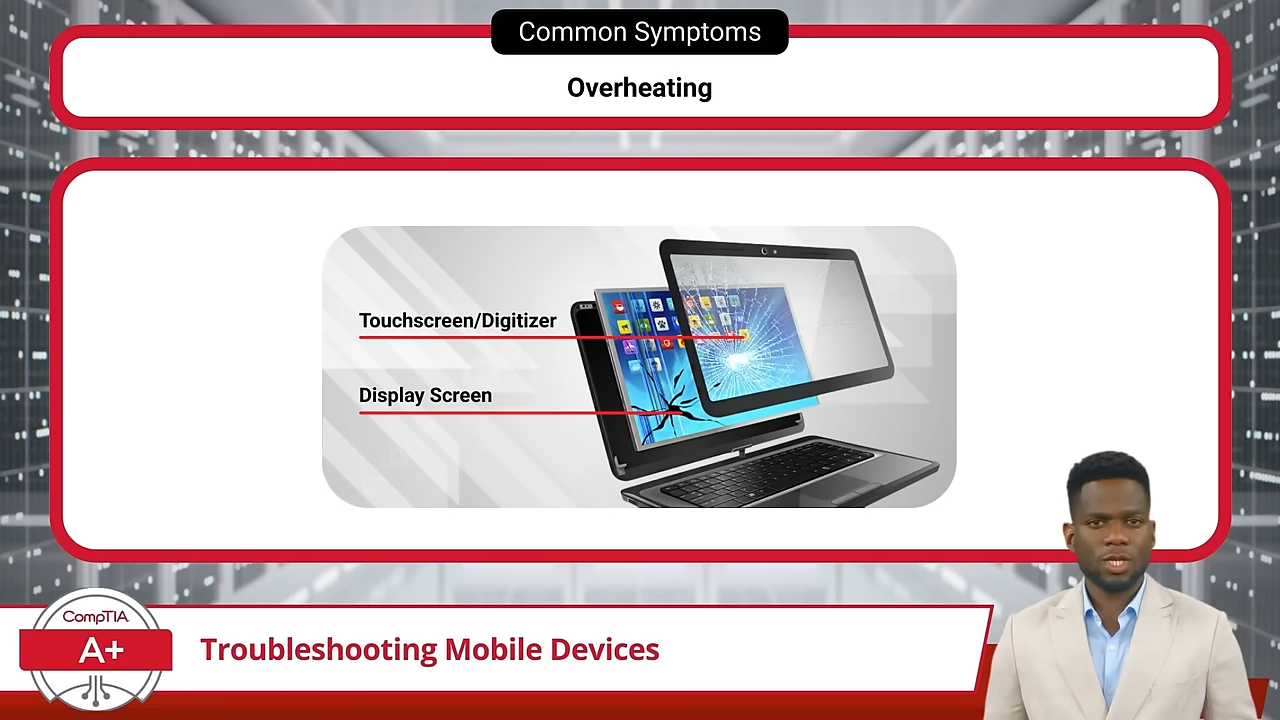 Common Symptoms
Overheating
Touchscreen/Digitizer
Display Screen
CompTIA
A+
Troubleshooting Mobile Devices